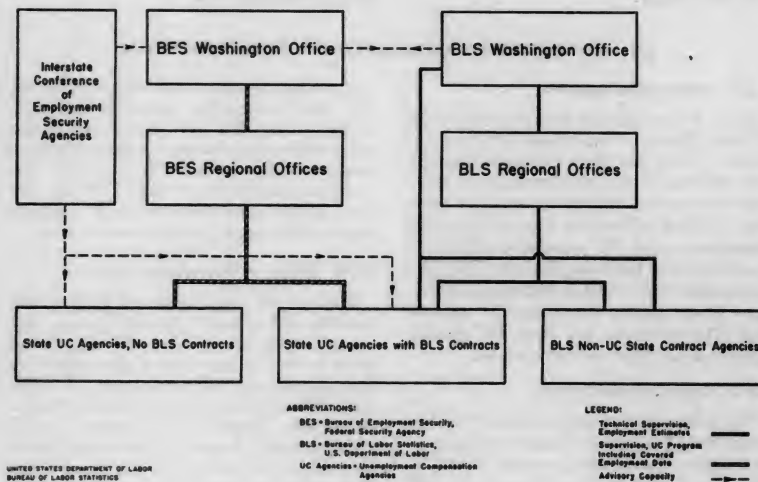 Interstate
Conference
of
Employment
Security
Agencies
BES Washington Office
BLS Washington Office
BES Regional Offices
BLS Regional Offices
State UC Agencies, No BLS Contracts
State UC Agencies with BLS Contracts
BLS Non-UC State Contract Agencies
ABBREVIATIONS:
BES = Bureau of Employment Security,
Federal Security Agency
BLS = Bureau of Labor Statistics,
U.S. Department of Labor
UC Agencies = Unemployment Compensation
Agencies
LEGEND:
Technical Supervision,
Employment Estimates
Supervision, UC Program
Including Covered
Employment Data
Advisory Capacity
UNITED STATES DEPARTMENT OF LABOR
BUREAU OF LABOR STATISTICS